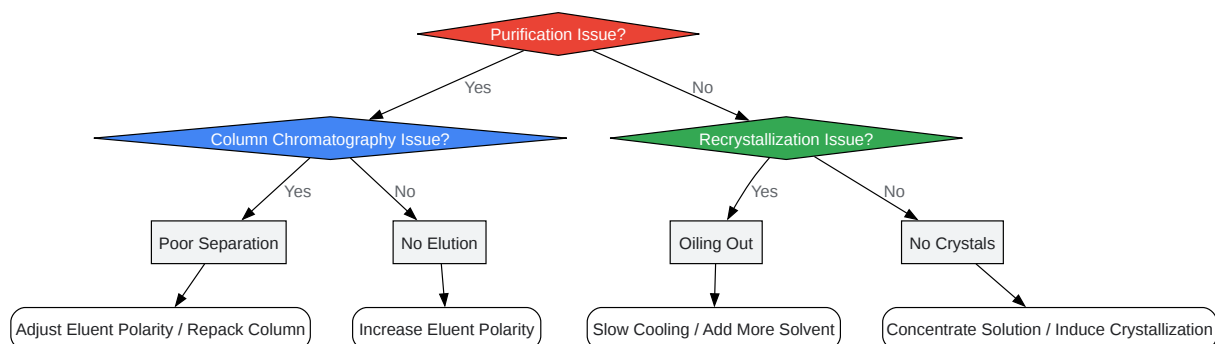 Purification Issue?
Yes
No
Column Chromatography Issue?
Recrystallization Issue?
Yes
No
Yes
No
Poor Separation
No Elution
Oiling Out
No Crystals
Adjust Eluent Polarity / Repack Column
Increase Eluent Polarity
Slow Cooling / Add More Solvent
Concentrate Solution / Induce Crystallization